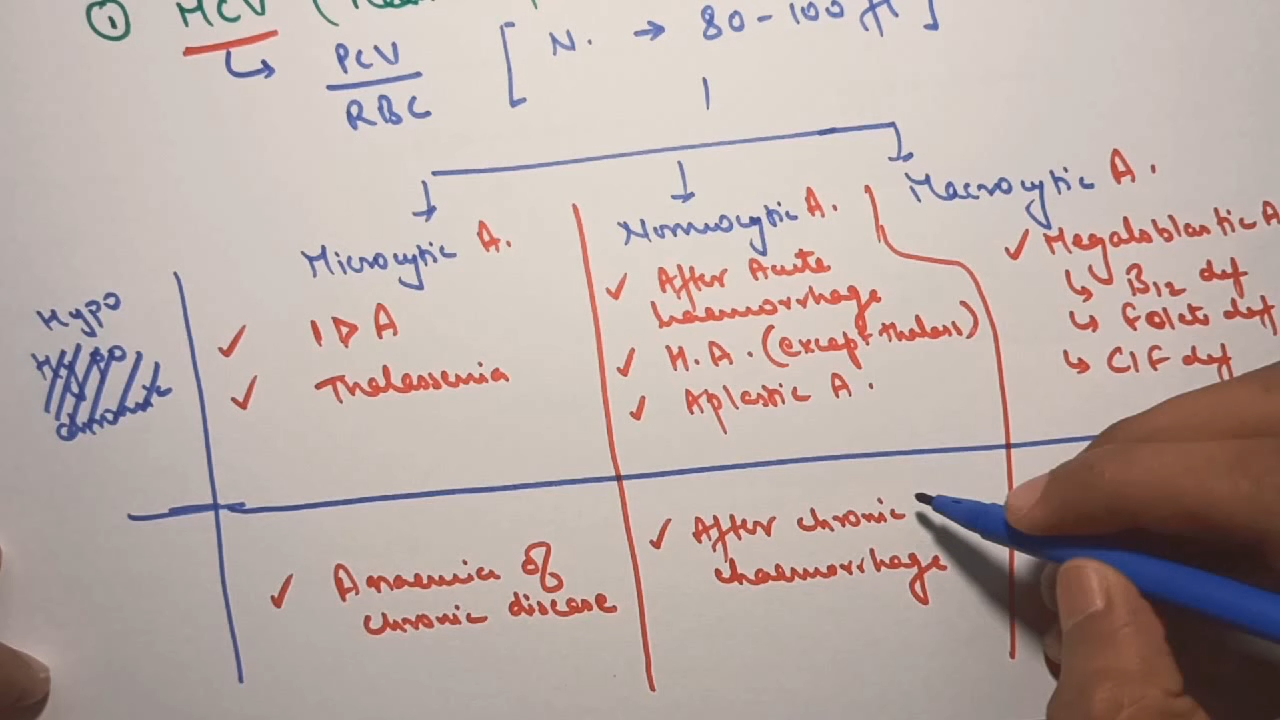 ① MCV (
PCV
RBC
[ N. → 80-100 fl ]
Microcytic A.
Normocytic A.
Macrocytic A.
Hypo
✓ IDA
✓ Thalassemia
✓ After Acute
haemorrhage
✓ H.A. (except thalass)
✓ Aplastic A.
✓ Megaloblastic A
↳ B12 def
↳ Folate def
↳ CIF def
✓ Anaemia of
chronic disease
✓ After chronic
haemorrhage